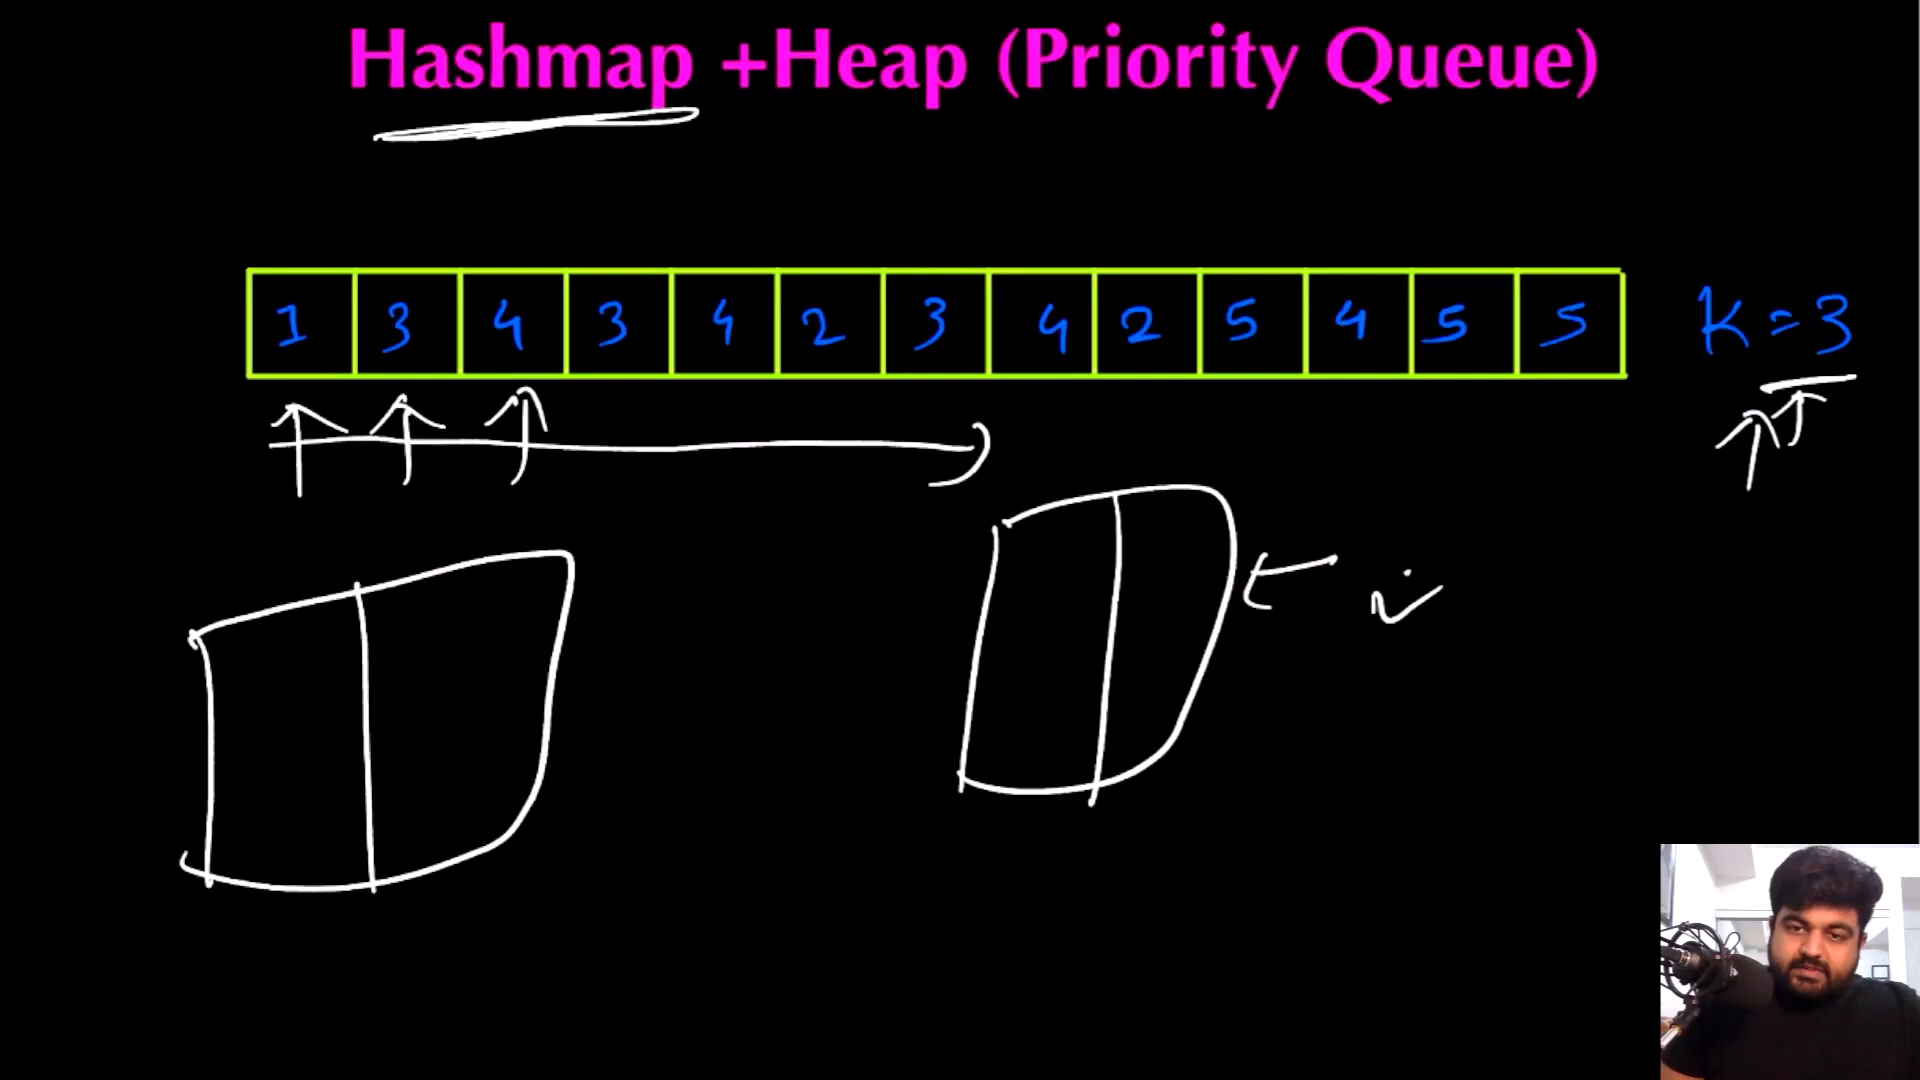 Hashmap +Heap (Priority Queue)
1 3 4 3 4 2 3 4 2 5 4 5 5 K = 3